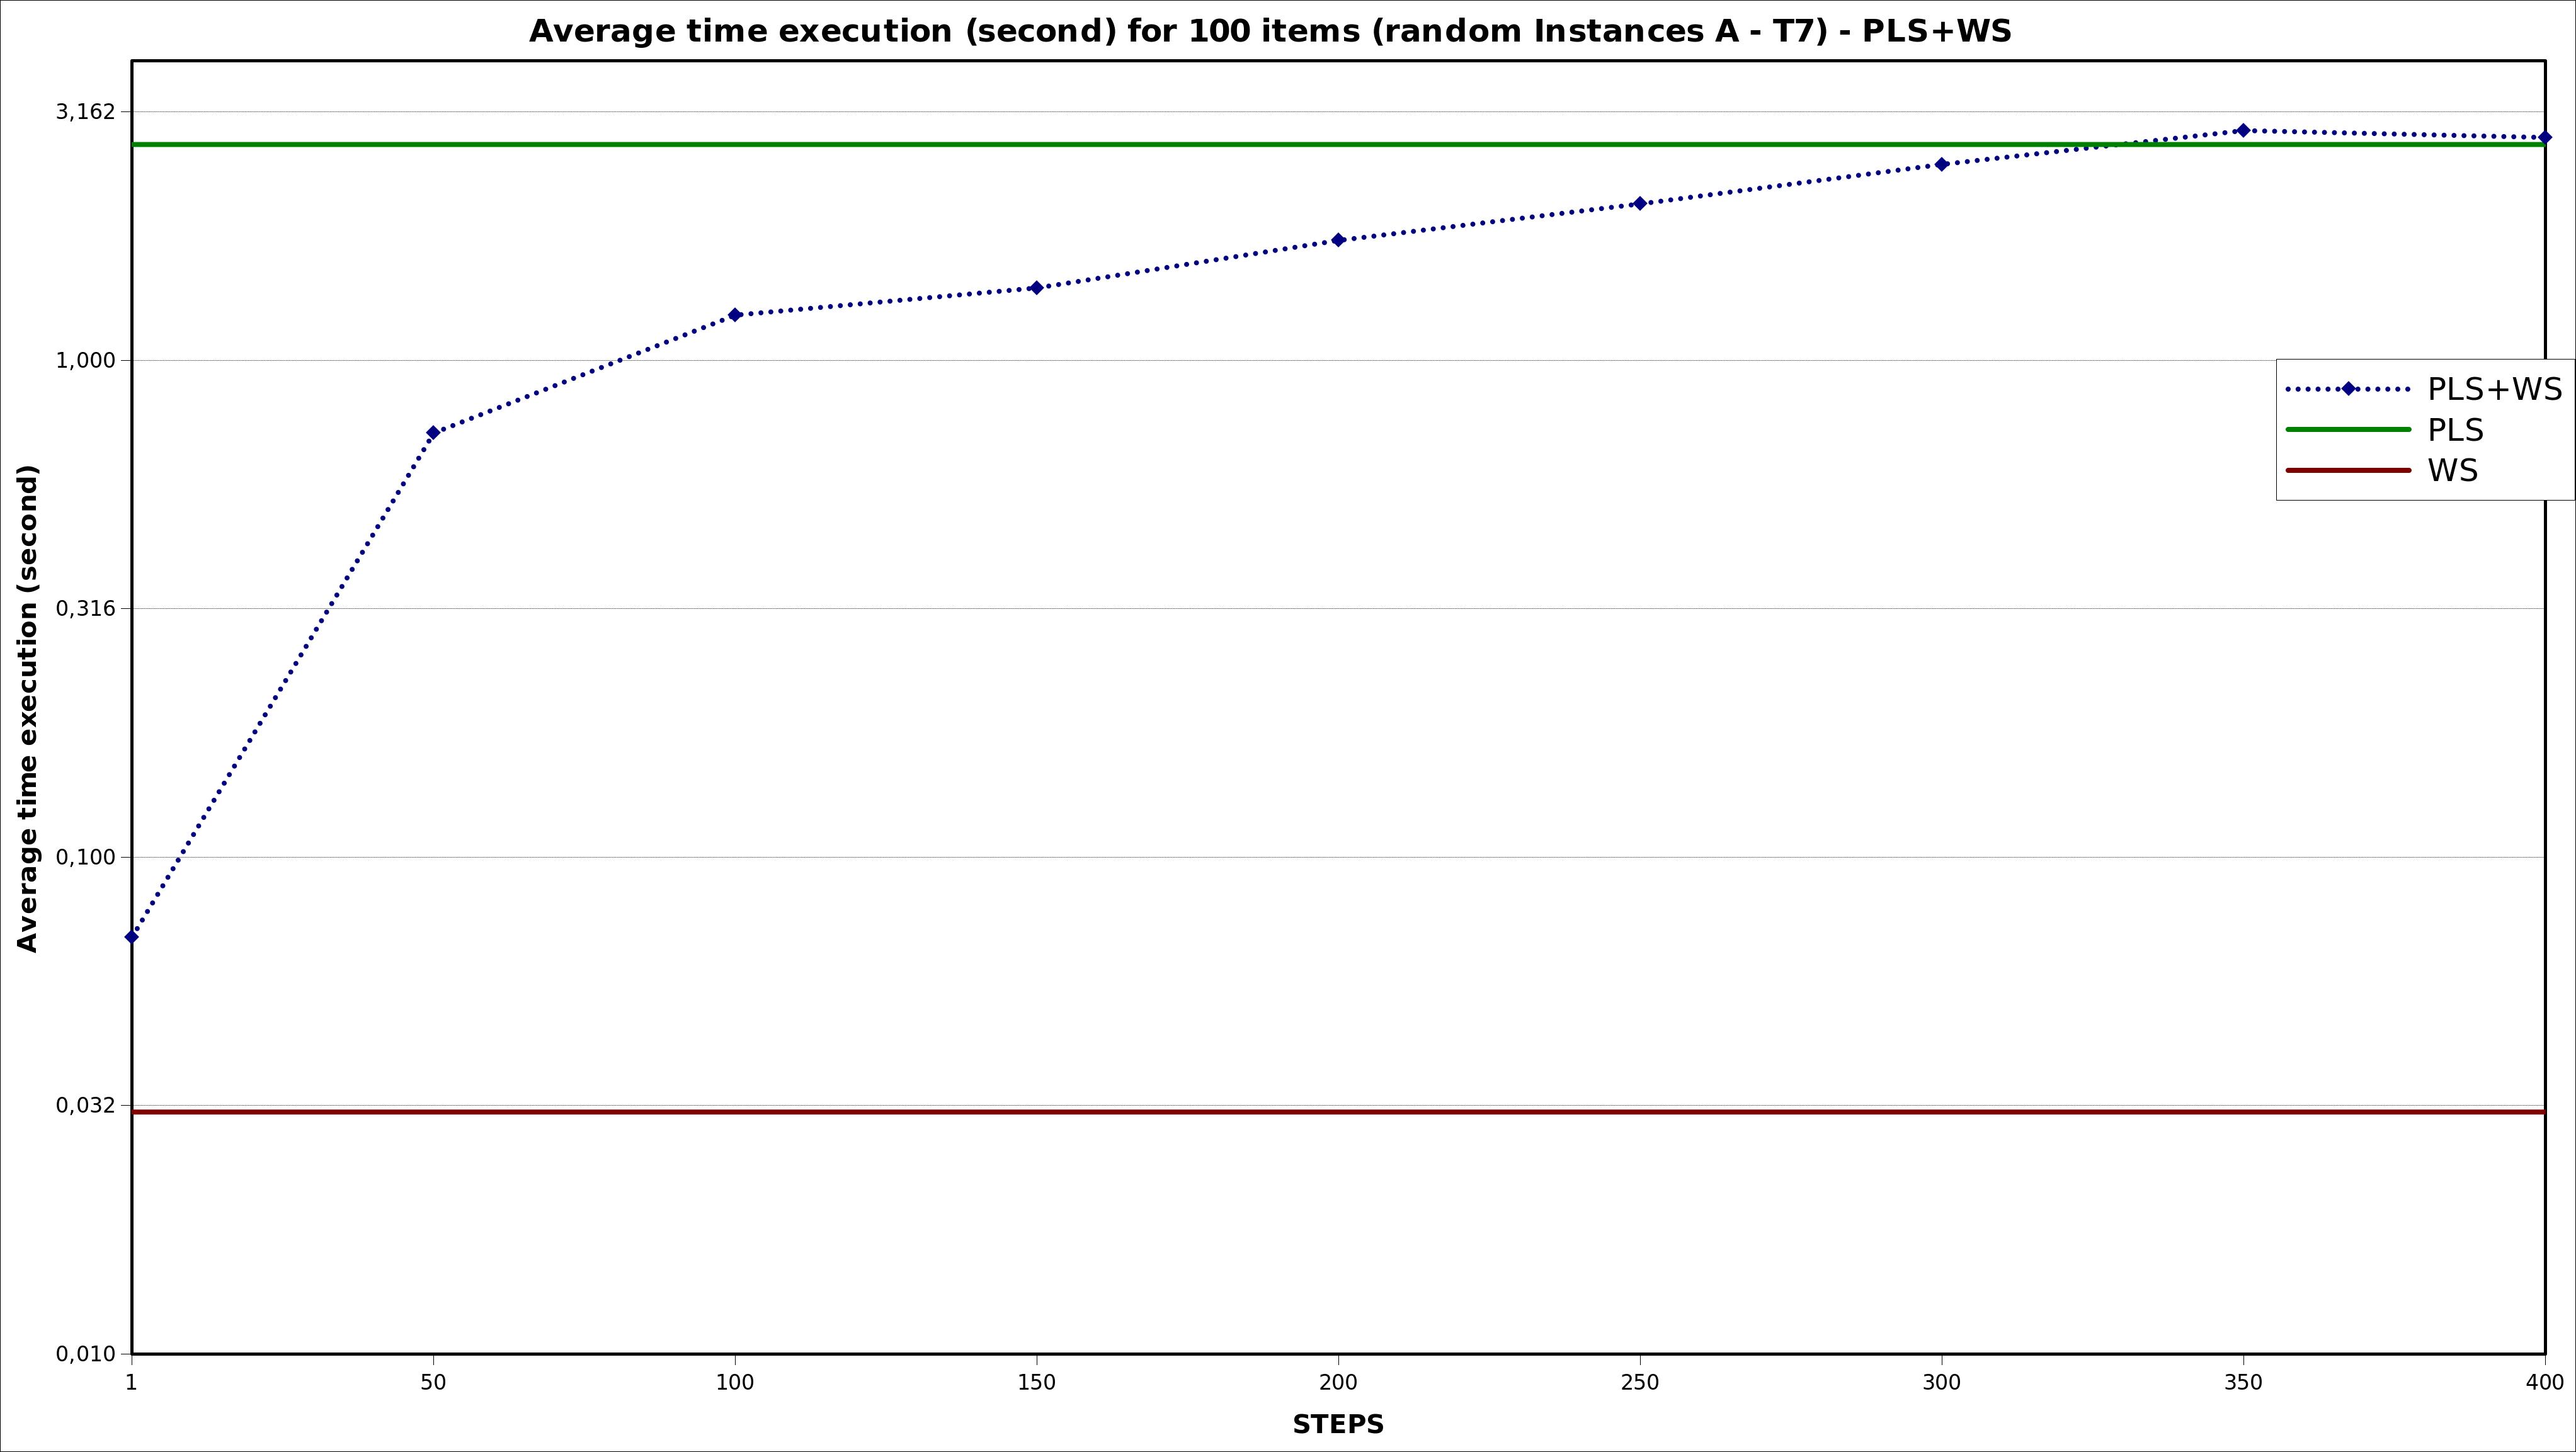 Average time execution (second) for 100 items (random Instances A - T7) - PLS+WS
3,162
1,000
0,316
0,100
0,032
0,010
Average time execution (second)
PLS+WS
PLS
WS
1 50 100 150 200 250 300 350 400
STEPS